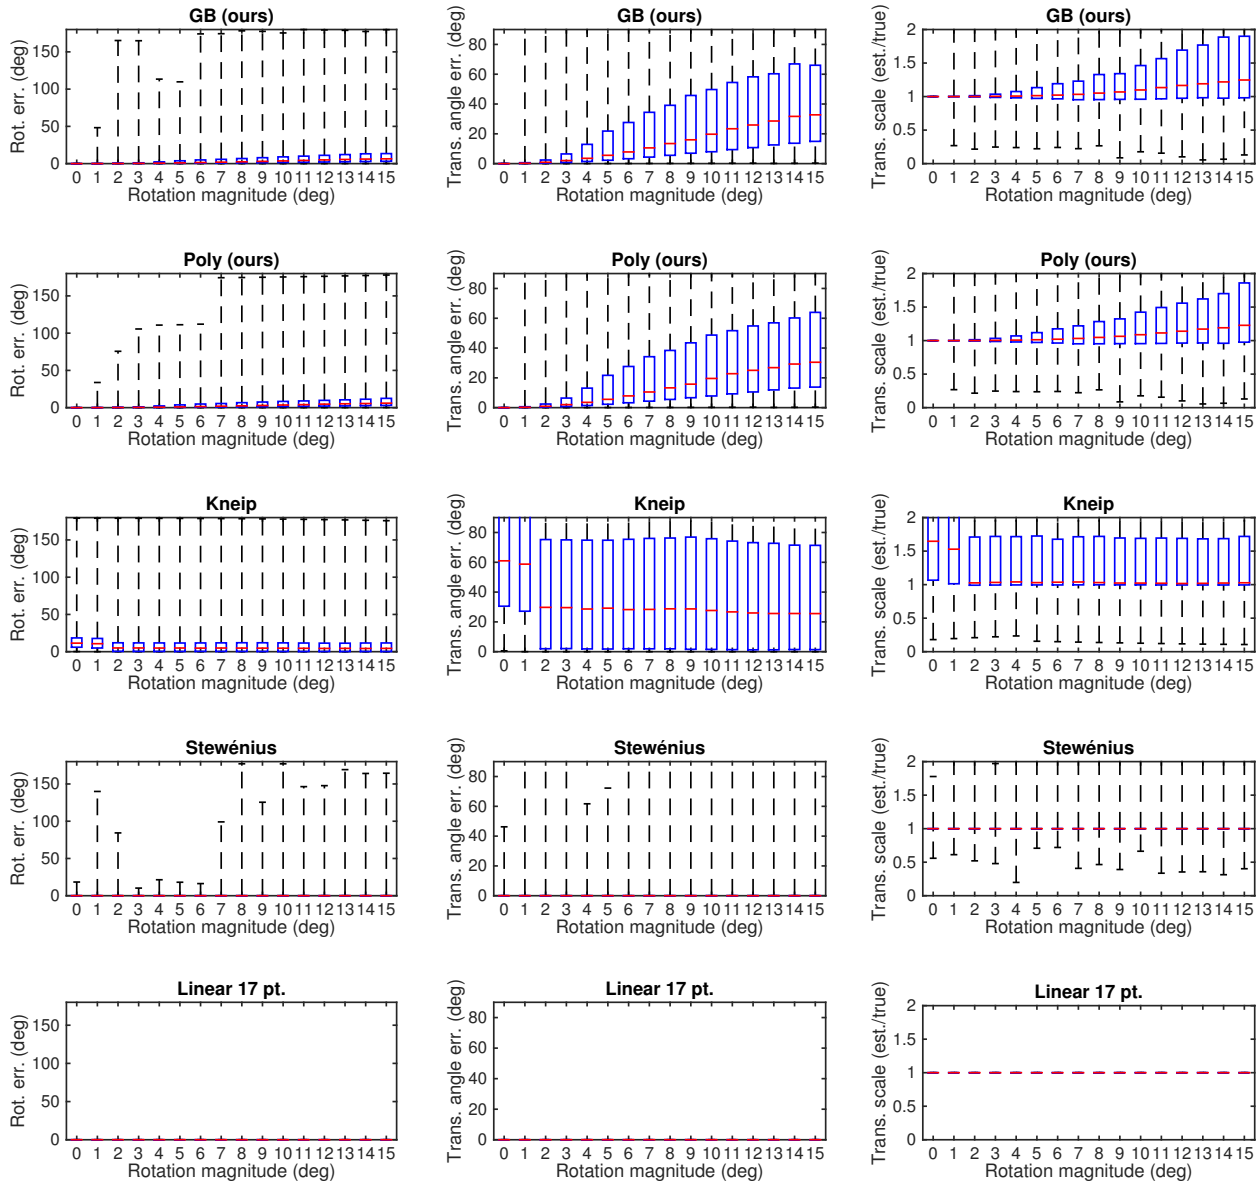 GB (ours) GB (ours) GB (ours)
Rot. err. (deg) 150 100 50 0
Trans. angle err. (deg) 80 60 40 20 0
Trans. scale (est./true) 2 1.5 1 0.5 0
0 1 2 3 4 5 6 7 8 9 10 11 12 13 14 15 0 1 2 3 4 5 6 7 8 9 10 11 12 13 14 15 0 1 2 3 4 5 6 7 8 9 10 11 12 13 14 15
Rotation magnitude (deg) Rotation magnitude (deg) Rotation magnitude (deg)
Poly (ours) Poly (ours) Poly (ours)
Rot. err. (deg) 150 100 50 0
Trans. angle err. (deg) 80 60 40 20 0
Trans. scale (est./true) 2 1.5 1 0.5 0
0 1 2 3 4 5 6 7 8 9 10 11 12 13 14 15 0 1 2 3 4 5 6 7 8 9 10 11 12 13 14 15 0 1 2 3 4 5 6 7 8 9 10 11 12 13 14 15
Rotation magnitude (deg) Rotation magnitude (deg) Rotation magnitude (deg)
Kneip Kneip Kneip
Rot. err. (deg) 150 100 50 0
Trans. angle err. (deg) 80 60 40 20 0
Trans. scale (est./true) 2 1.5 1 0.5 0
0 1 2 3 4 5 6 7 8 9 10 11 12 13 14 15 0 1 2 3 4 5 6 7 8 9 10 11 12 13 14 15 0 1 2 3 4 5 6 7 8 9 10 11 12 13 14 15
Rotation magnitude (deg) Rotation magnitude (deg) Rotation magnitude (deg)
Stewénius Stewénius Stewénius
Rot. err. (deg) 150 100 50 0
Trans. angle err. (deg) 80 60 40 20 0
Trans. scale (est./true) 2 1.5 1 0.5 0
0 1 2 3 4 5 6 7 8 9 10 11 12 13 14 15 0 1 2 3 4 5 6 7 8 9 10 11 12 13 14 15 0 1 2 3 4 5 6 7 8 9 10 11 12 13 14 15
Rotation magnitude (deg) Rotation magnitude (deg) Rotation magnitude (deg)
Linear 17 pt. Linear 17 pt. Linear 17 pt.
Rot. err. (deg) 150 100 50 0
Trans. angle err. (deg) 80 60 40 20 0
Trans. scale (est./true) 2 1.5 1 0.5 0
0 1 2 3 4 5 6 7 8 9 10 11 12 13 14 15 0 1 2 3 4 5 6 7 8 9 10 11 12 13 14 15 0 1 2 3 4 5 6 7 8 9 10 11 12 13 14 15
Rotation magnitude (deg) Rotation magnitude (deg) Rotation magnitude (deg)